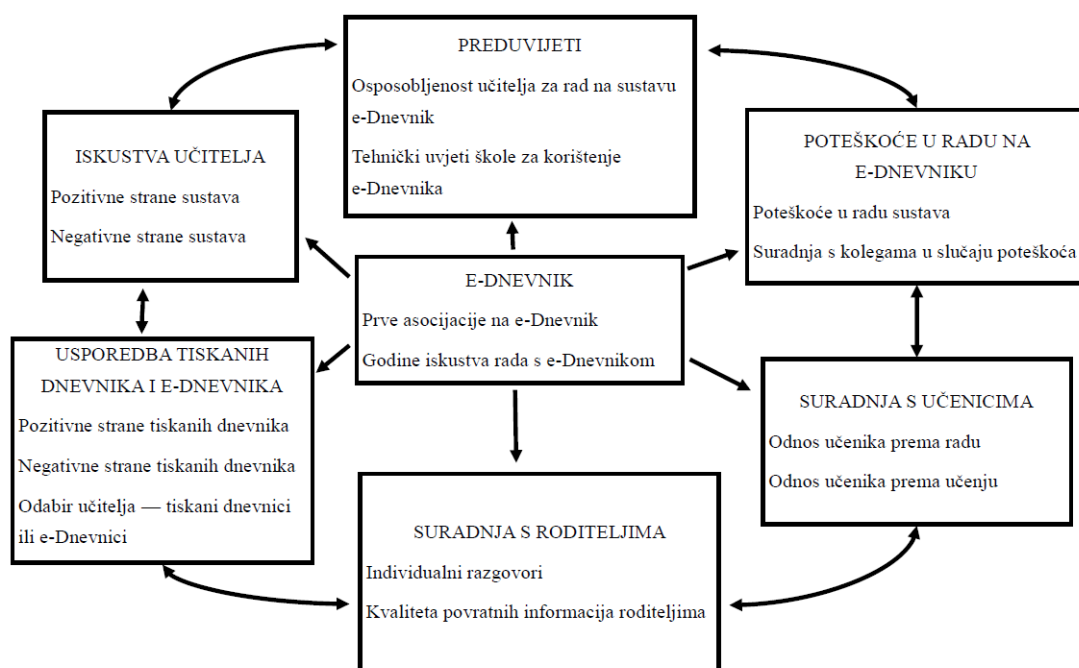 PREDUVIJETI
Osposobljenost učitelja za rad na sustavu
e-Dnevnik
Tehnički uvjeti škole za korištenje
e-Dnevnika
ISKUSTVA UČITELJA
Pozitivne strane sustava
Negativne strane sustava
POTEŠKOĆE U RADU NA
E-DNEVNIKU
Poteškoće u radu sustava
Suradnja s kolegama u slučaju poteškoća
E-DNEVNIK
Prve asocijacije na e-Dnevnik
Godine iskustva rada s e-Dnevnikom
USPOREDBA TISKANIH
DNEVNIKA I E-DNEVNIKA
Pozitivne strane tiskanih dnevnika
Negativne strane tiskanih dnevnika
Odabir učitelja — tiskani dnevnici
ili e-Dnevnici
SURADNJA S UČENICIMA
Odnos učenika prema radu
Odnos učenika prema učenju
SURADNJA S RODITELJIMA
Individualni razgovori
Kvaliteta povratnih informacija roditeljima